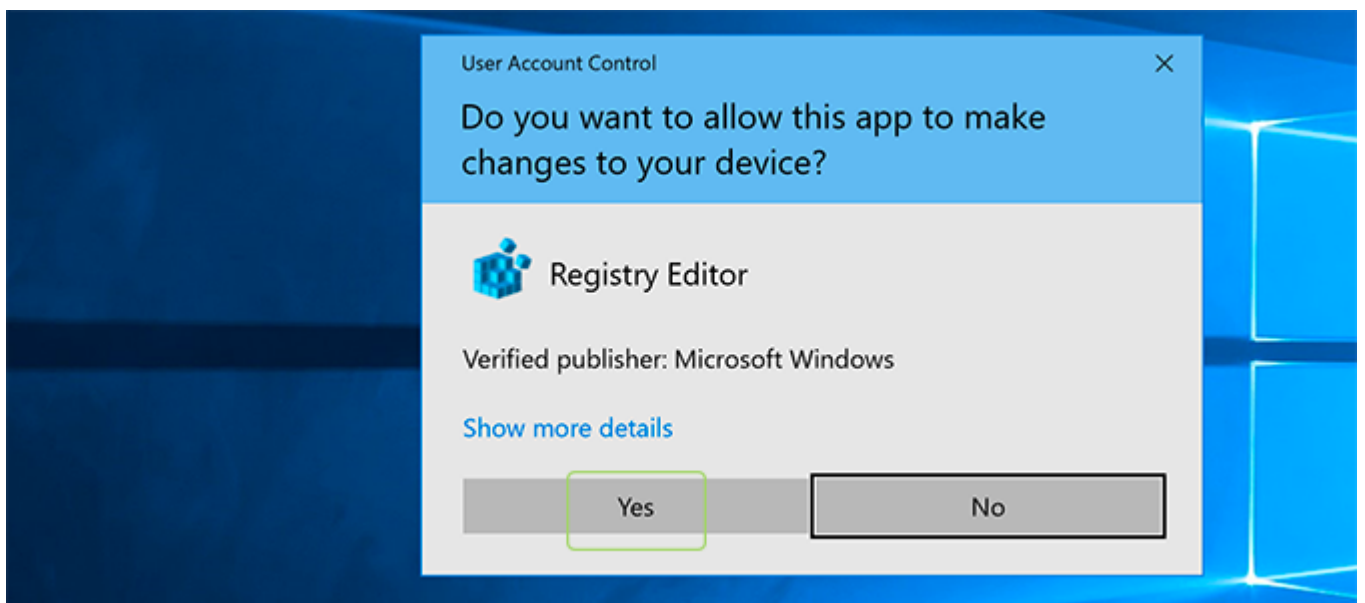 User Account Control
Do you want to allow this app to make
changes to your device?
Registry Editor
Verified publisher: Microsoft Windows
Show more details
Yes
No